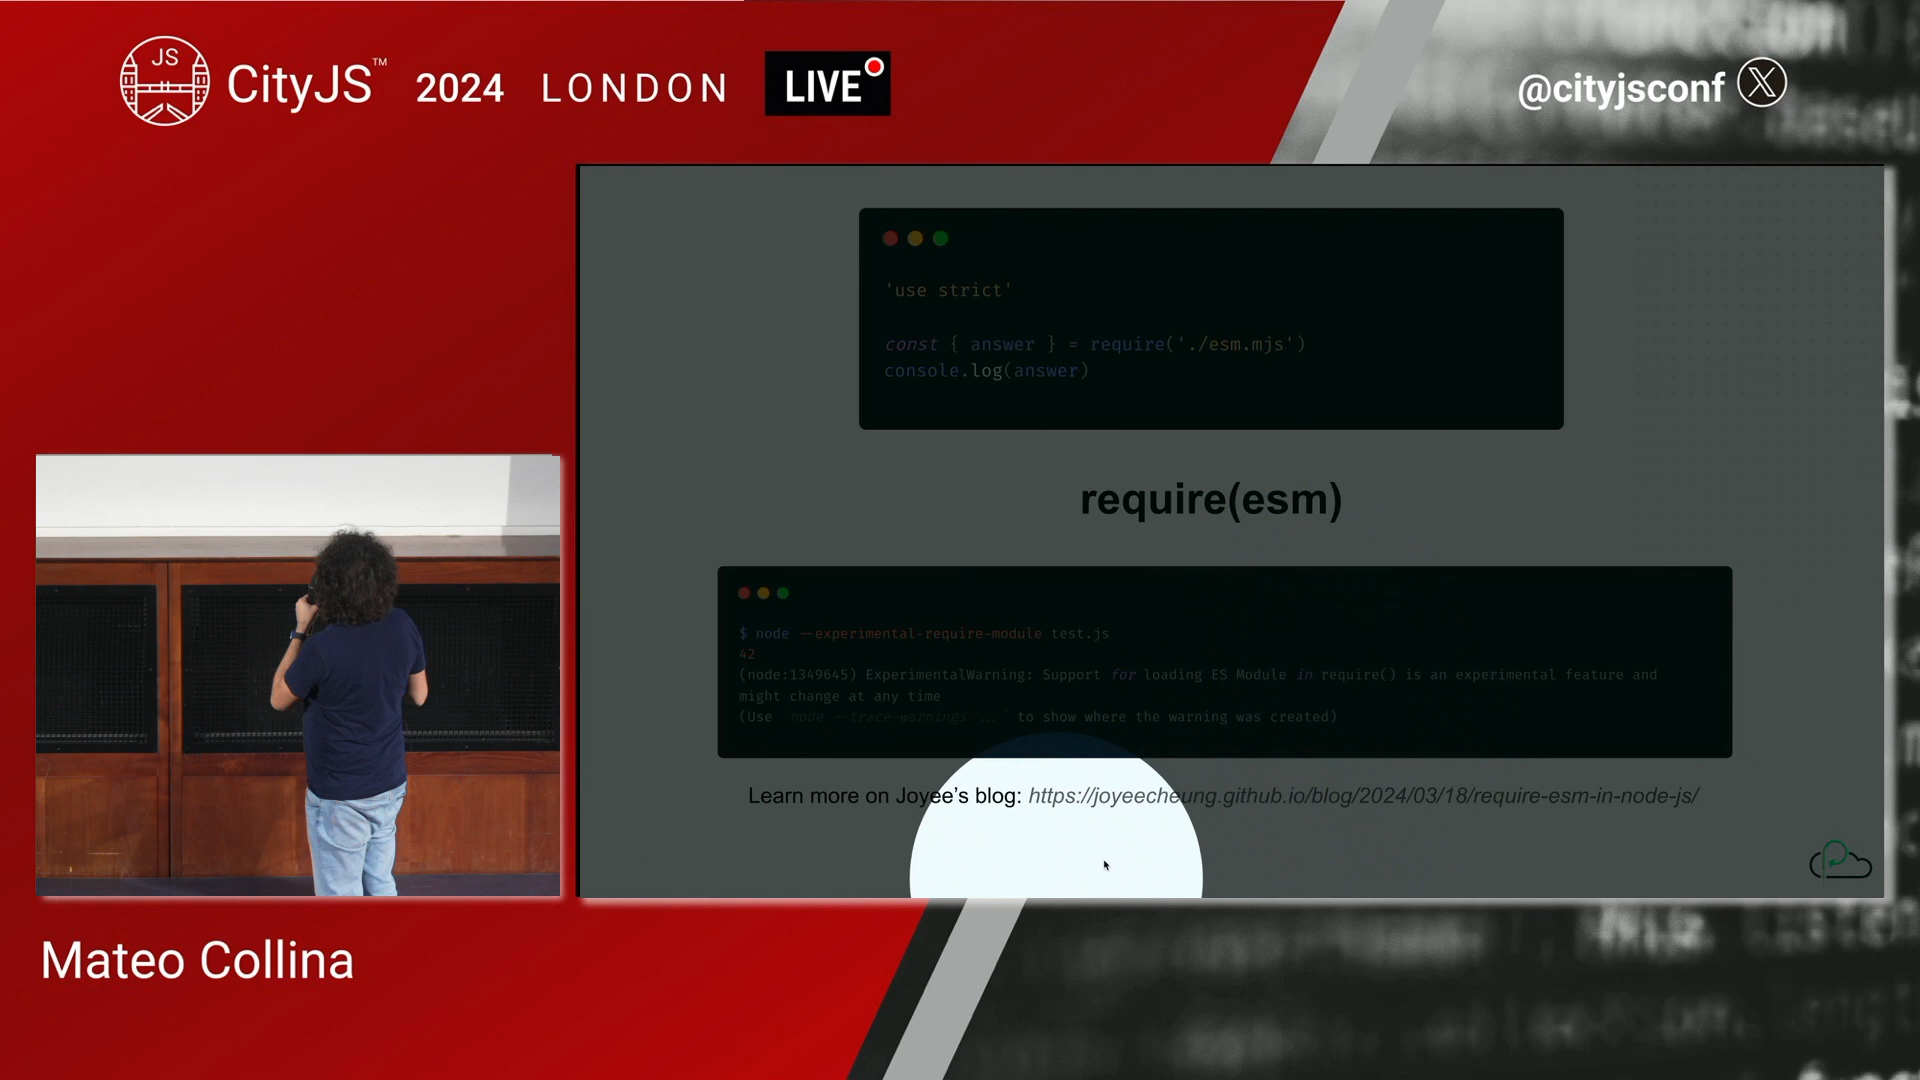 JS
CityJS™ 2024 LONDON LIVE
@cityjsconf X
'use strict'
const { answer } = require('./esm.mjs')
console.log(answer)
require(esm)
$ node --experimental-require-module test.js
42
(node:1349645) ExperimentalWarning: Support for loading ES Module in require() is an experimental feature and
might change at any time
(Use `node --trace-warnings ...` to show where the warning was created)
Learn more on Joyee’s blog: https://joyeecheung.github.io/blog/2024/03/18/require-esm-in-node-js/
Mateo Collina